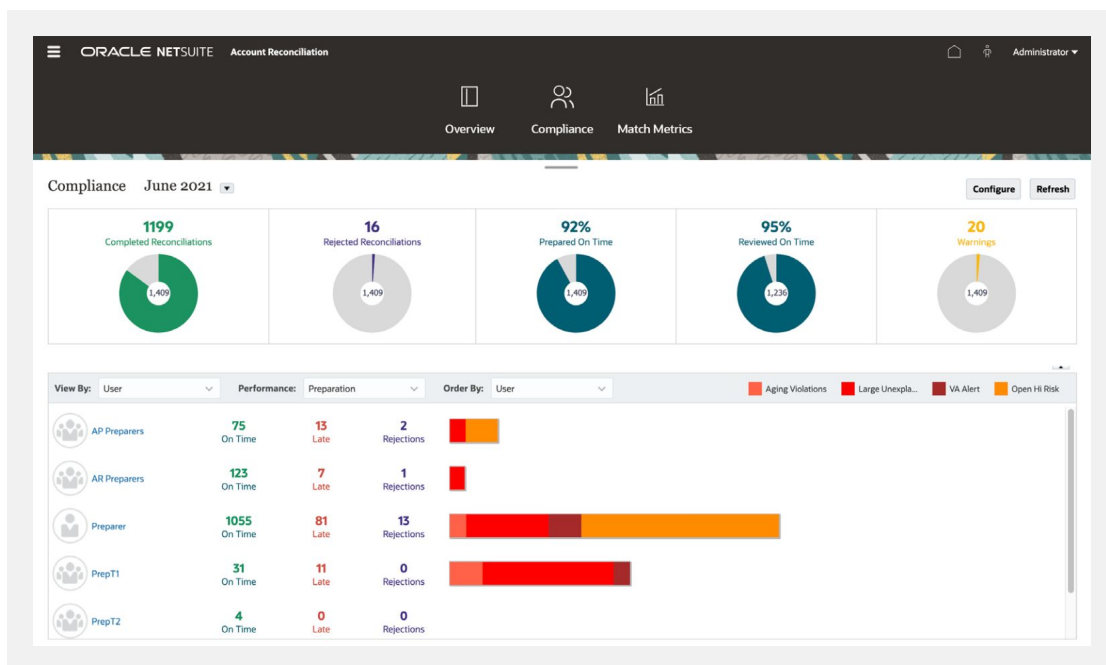 ORACLE NETSUITE Account Reconciliation Administrator
Overview Compliance Match Metrics
Compliance June 2021 Configure Refresh
1199 16 92% 95% 20
Completed Reconciliations Rejected Reconciliations Prepared On Time Reviewed On Time Warnings
1,409 1,409 1,409 1,236 1,409
View By: User Performance: Preparation Order By: User Aging Violations Large Unexpla... VA Alert Open Hi Risk
AP Preparers 75 On Time 13 Late 2 Rejections
AR Preparers 123 On Time 7 Late 1 Rejections
Preparer 1055 On Time 81 Late 13 Rejections
PrepT1 31 On Time 11 Late 0 Rejections
PrepT2 4 On Time 0 Late 0 Rejections